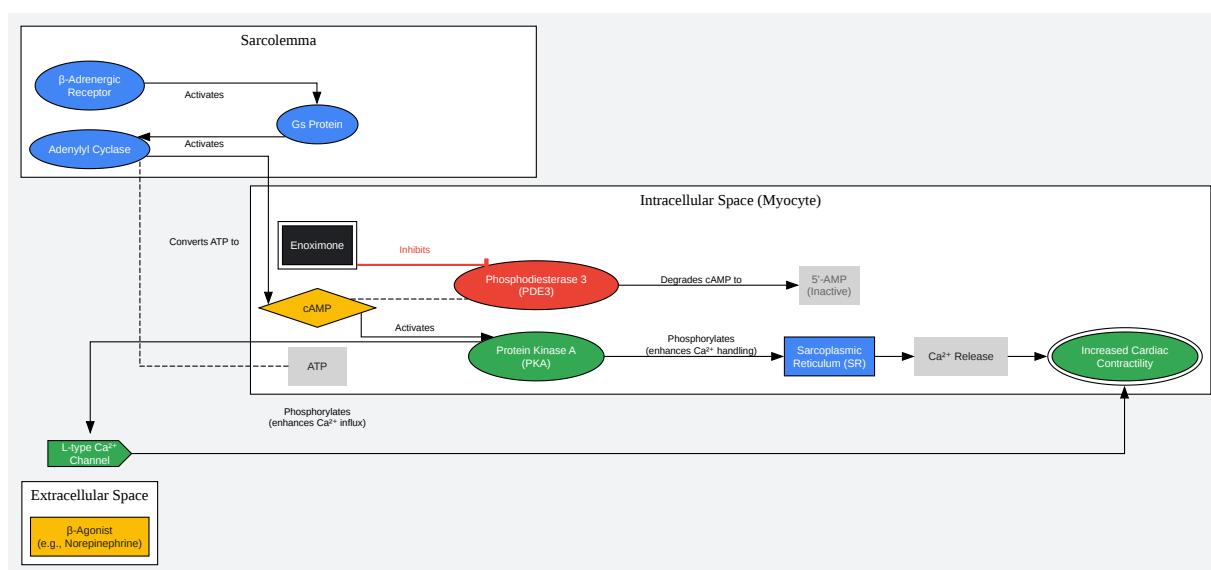 Sarcolemma
β-Adrenergic
Receptor
Activates
Gs Protein
Activates
Adenylyl Cyclase
Intracellular Space (Myocyte)
Converts ATP to
Enoximone
Inhibits
Phosphodiesterase 3
(PDE3)
Degrades cAMP to
5'-AMP
(Inactive)
cAMP
Activates
Protein Kinase A
(PKA)
Phosphorylates
(enhances Ca²⁺ handling)
Sarcoplasmic
Reticulum (SR)
Ca²⁺ Release
Increased Cardiac
Contractility
ATP
Phosphorylates
(enhances Ca²⁺ influx)
L-type Ca²⁺
Channel
Extracellular Space
β-Agonist
(e.g., Norepinephrine)